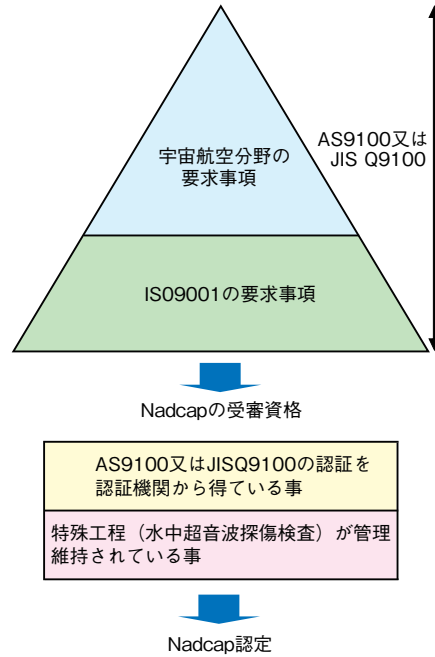 宇宙航空分野の
要求事項
AS9100又は
JIS Q9100
ISO9001の要求事項
Nadcapの受審資格
AS9100又はJISQ9100の認証を
認証機関から得ている事
特殊工程（水中超音波探傷検査）が管理
維持されている事
Nadcap認定